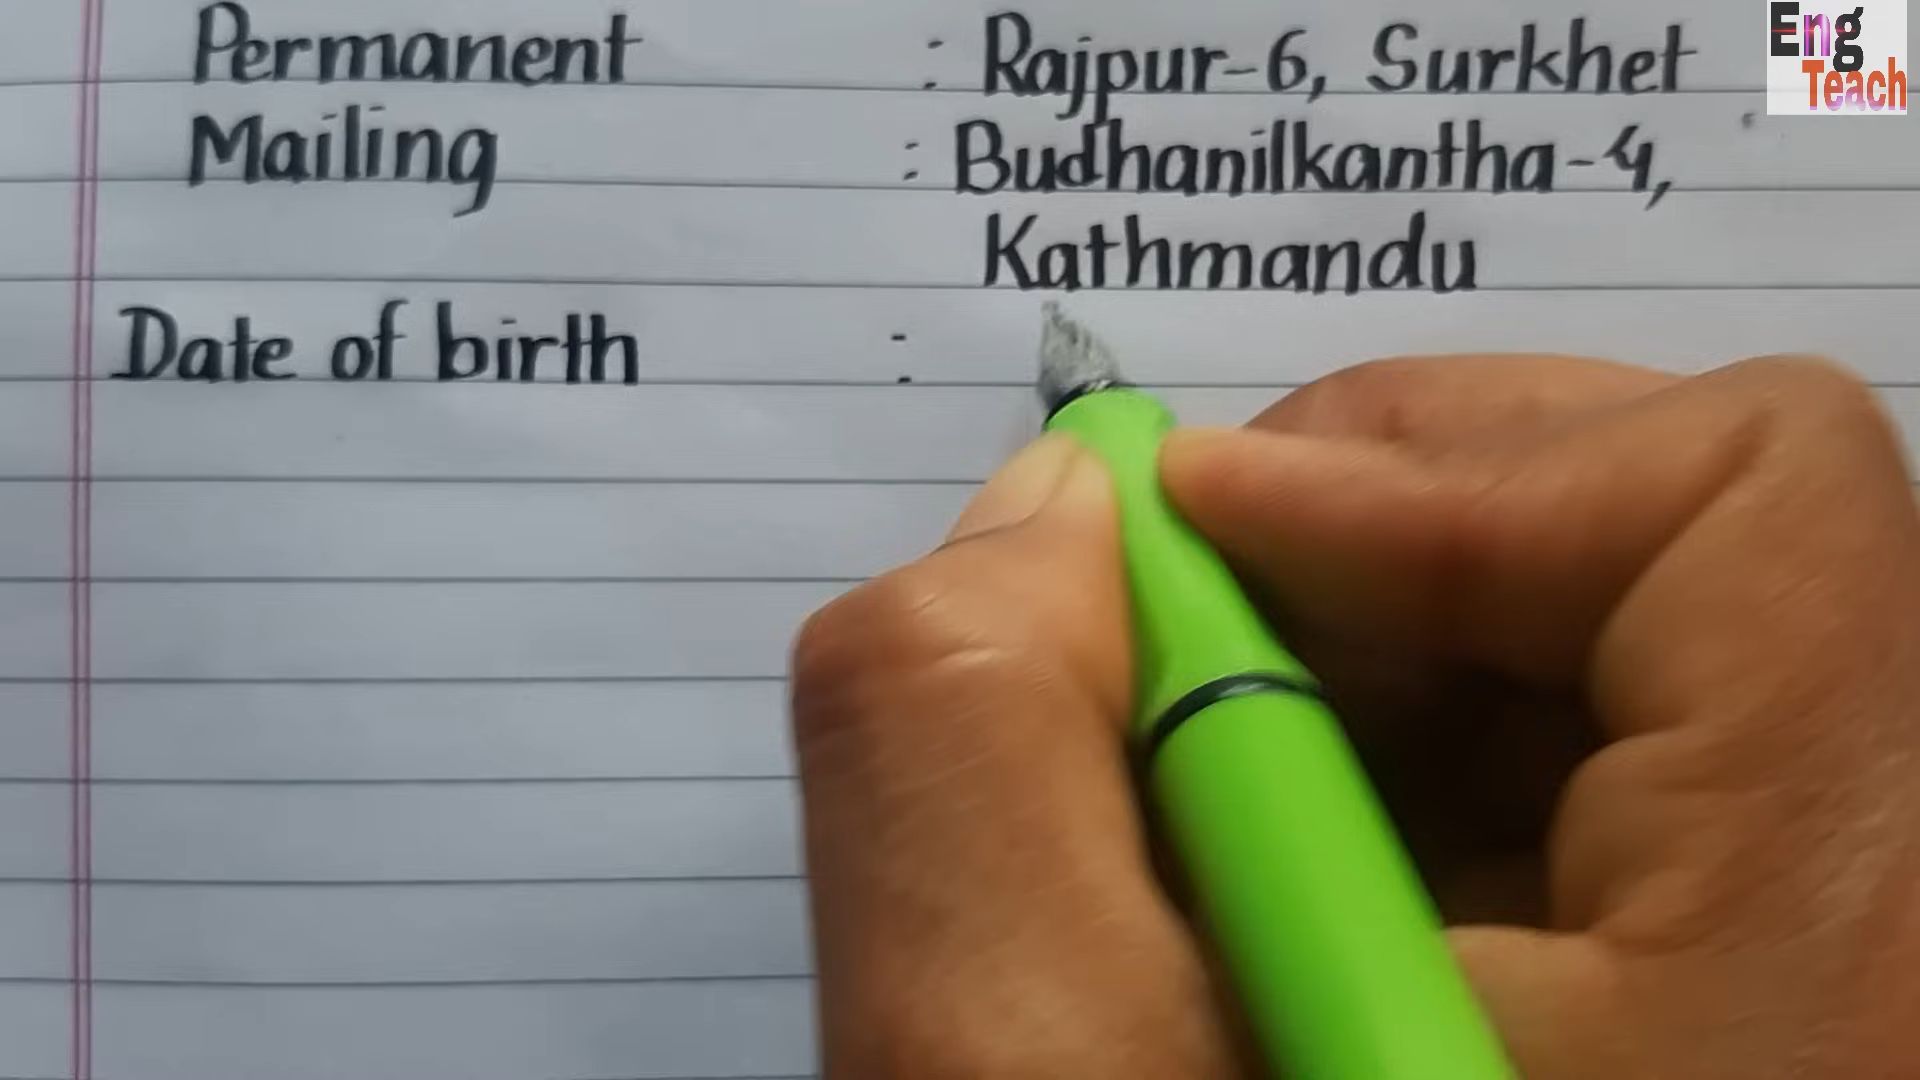 Permanent : Rajpur-6, Surkhet
Mailing : Budhanilkantha-4,
Kathmandu
Date of birth :
Eng
Teach